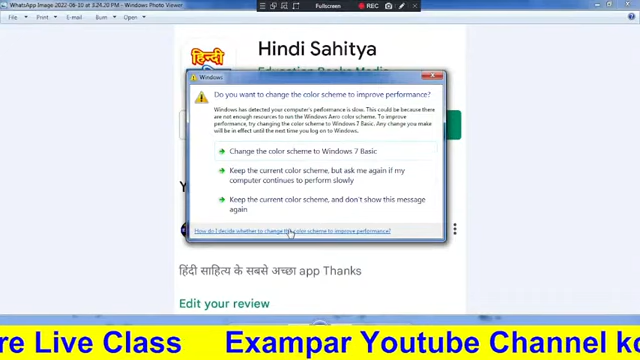 WhatsApp Image 2022-06-10 at 3.24.20 PM - Windows Photo Viewer
Fullscreen
REC
File
Print
E-mail
Burn
Open
हिन्दी
Hindi Sahitya
Windows
Do you want to change the color scheme to improve performance?
Windows has detected your computer's performance is slow. This could be because
there are not enough resources to run the Windows Aero color scheme. To improve
performance, try changing the color scheme to Windows 7 Basic. Any change you make
will be in effect until the next time you log on to Windows.
Change the color scheme to Windows 7 Basic
Keep the current color scheme, but ask me again if my
computer continues to perform slowly
Keep the current color scheme, and don't show this message
again
How do I decide whether to change the color scheme to improve performance?
हिंदी साहित्य के सबसे अच्छा app Thanks
Edit your review
re Live Class Exampar Youtube Channel ko